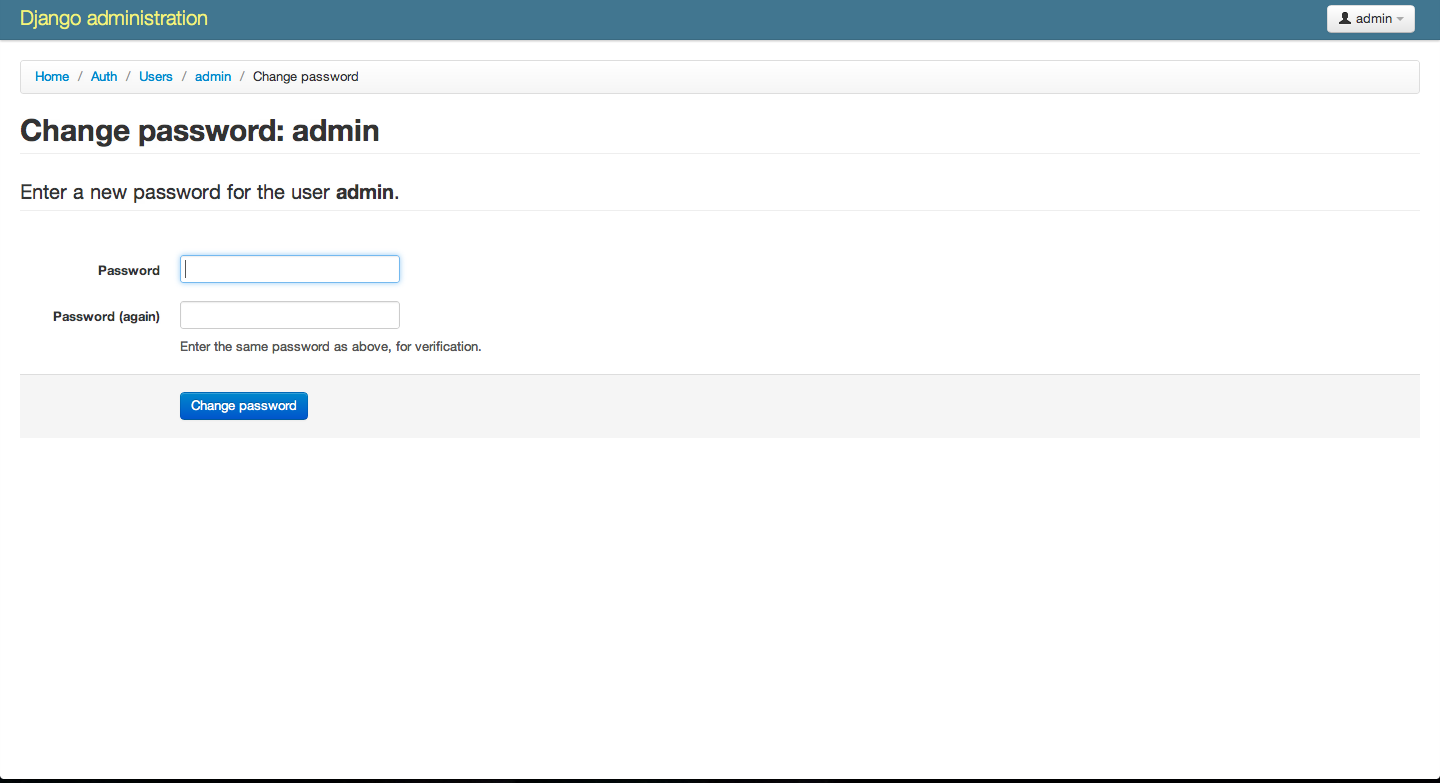 Django administration
admin
Home / Auth / Users / admin / Change password
Change password: admin
Enter a new password for the user admin.
Password
Password (again)
Enter the same password as above, for verification.
Change password